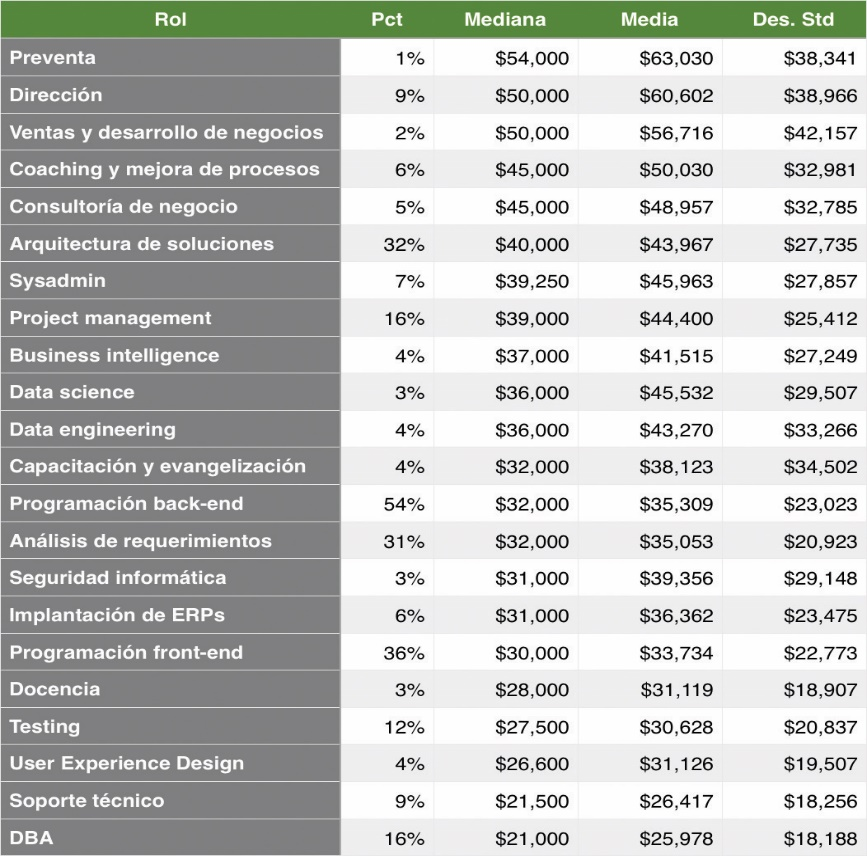 Rol Pct Mediana Media Des. Std
Preventa 1% $54,000 $63,030 $38,341
Dirección 9% $50,000 $60,602 $38,966
Ventas y desarrollo de negocios 2% $50,000 $56,716 $42,157
Coaching y mejora de procesos 6% $45,000 $50,030 $32,981
Consultoría de negocio 5% $45,000 $48,957 $32,785
Arquitectura de soluciones 32% $40,000 $43,967 $27,735
Sysadmin 7% $39,250 $45,963 $27,857
Project management 16% $39,000 $44,400 $25,412
Business intelligence 4% $37,000 $41,515 $27,249
Data science 3% $36,000 $45,532 $29,507
Data engineering 4% $36,000 $43,270 $33,266
Capacitación y evangelización 4% $32,000 $38,123 $34,502
Programación back-end 54% $32,000 $35,309 $23,023
Análisis de requerimientos 31% $32,000 $35,053 $20,923
Seguridad informática 3% $31,000 $39,356 $29,148
Implantación de ERPs 6% $31,000 $36,362 $23,475
Programación front-end 36% $30,000 $33,734 $22,773
Docencia 3% $28,000 $31,119 $18,907
Testing 12% $27,500 $30,628 $20,837
User Experience Design 4% $26,600 $31,126 $19,507
Soporte técnico 9% $21,500 $26,417 $18,256
DBA 16% $21,000 $25,978 $18,188